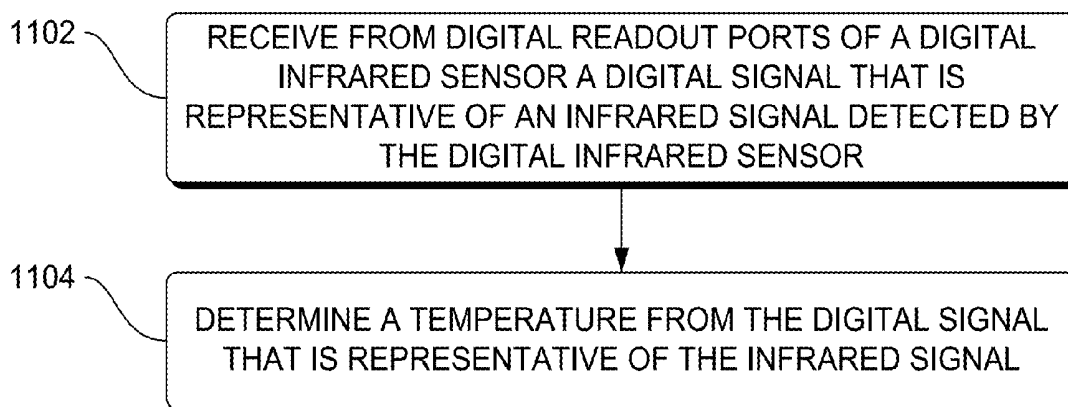 1102
RECEIVE FROM DIGITAL READOUT PORTS OF A DIGITAL
INFRARED SENSOR A DIGITAL SIGNAL THAT IS
REPRESENTATIVE OF AN INFRARED SIGNAL DETECTED BY
THE DIGITAL INFRARED SENSOR
1104
DETERMINE A TEMPERATURE FROM THE DIGITAL SIGNAL
THAT IS REPRESENTATIVE OF THE INFRARED SIGNAL